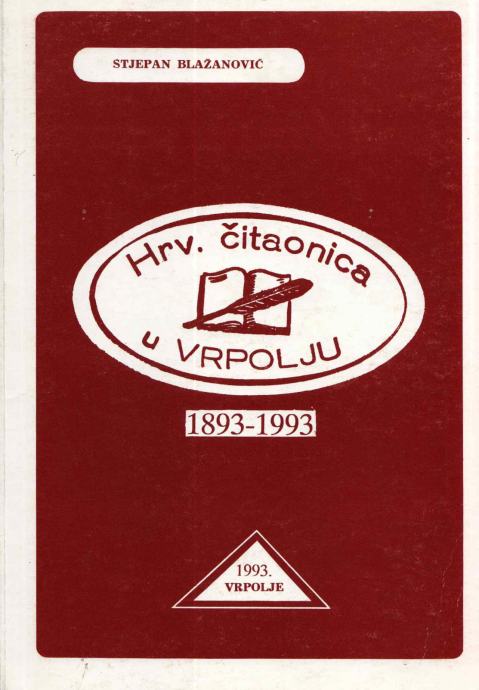 STJEPAN BLAŽANOVIĆ
Hrv. čitaonica
u VRPOLJU
1893-1993
1993.
VRPOLJE